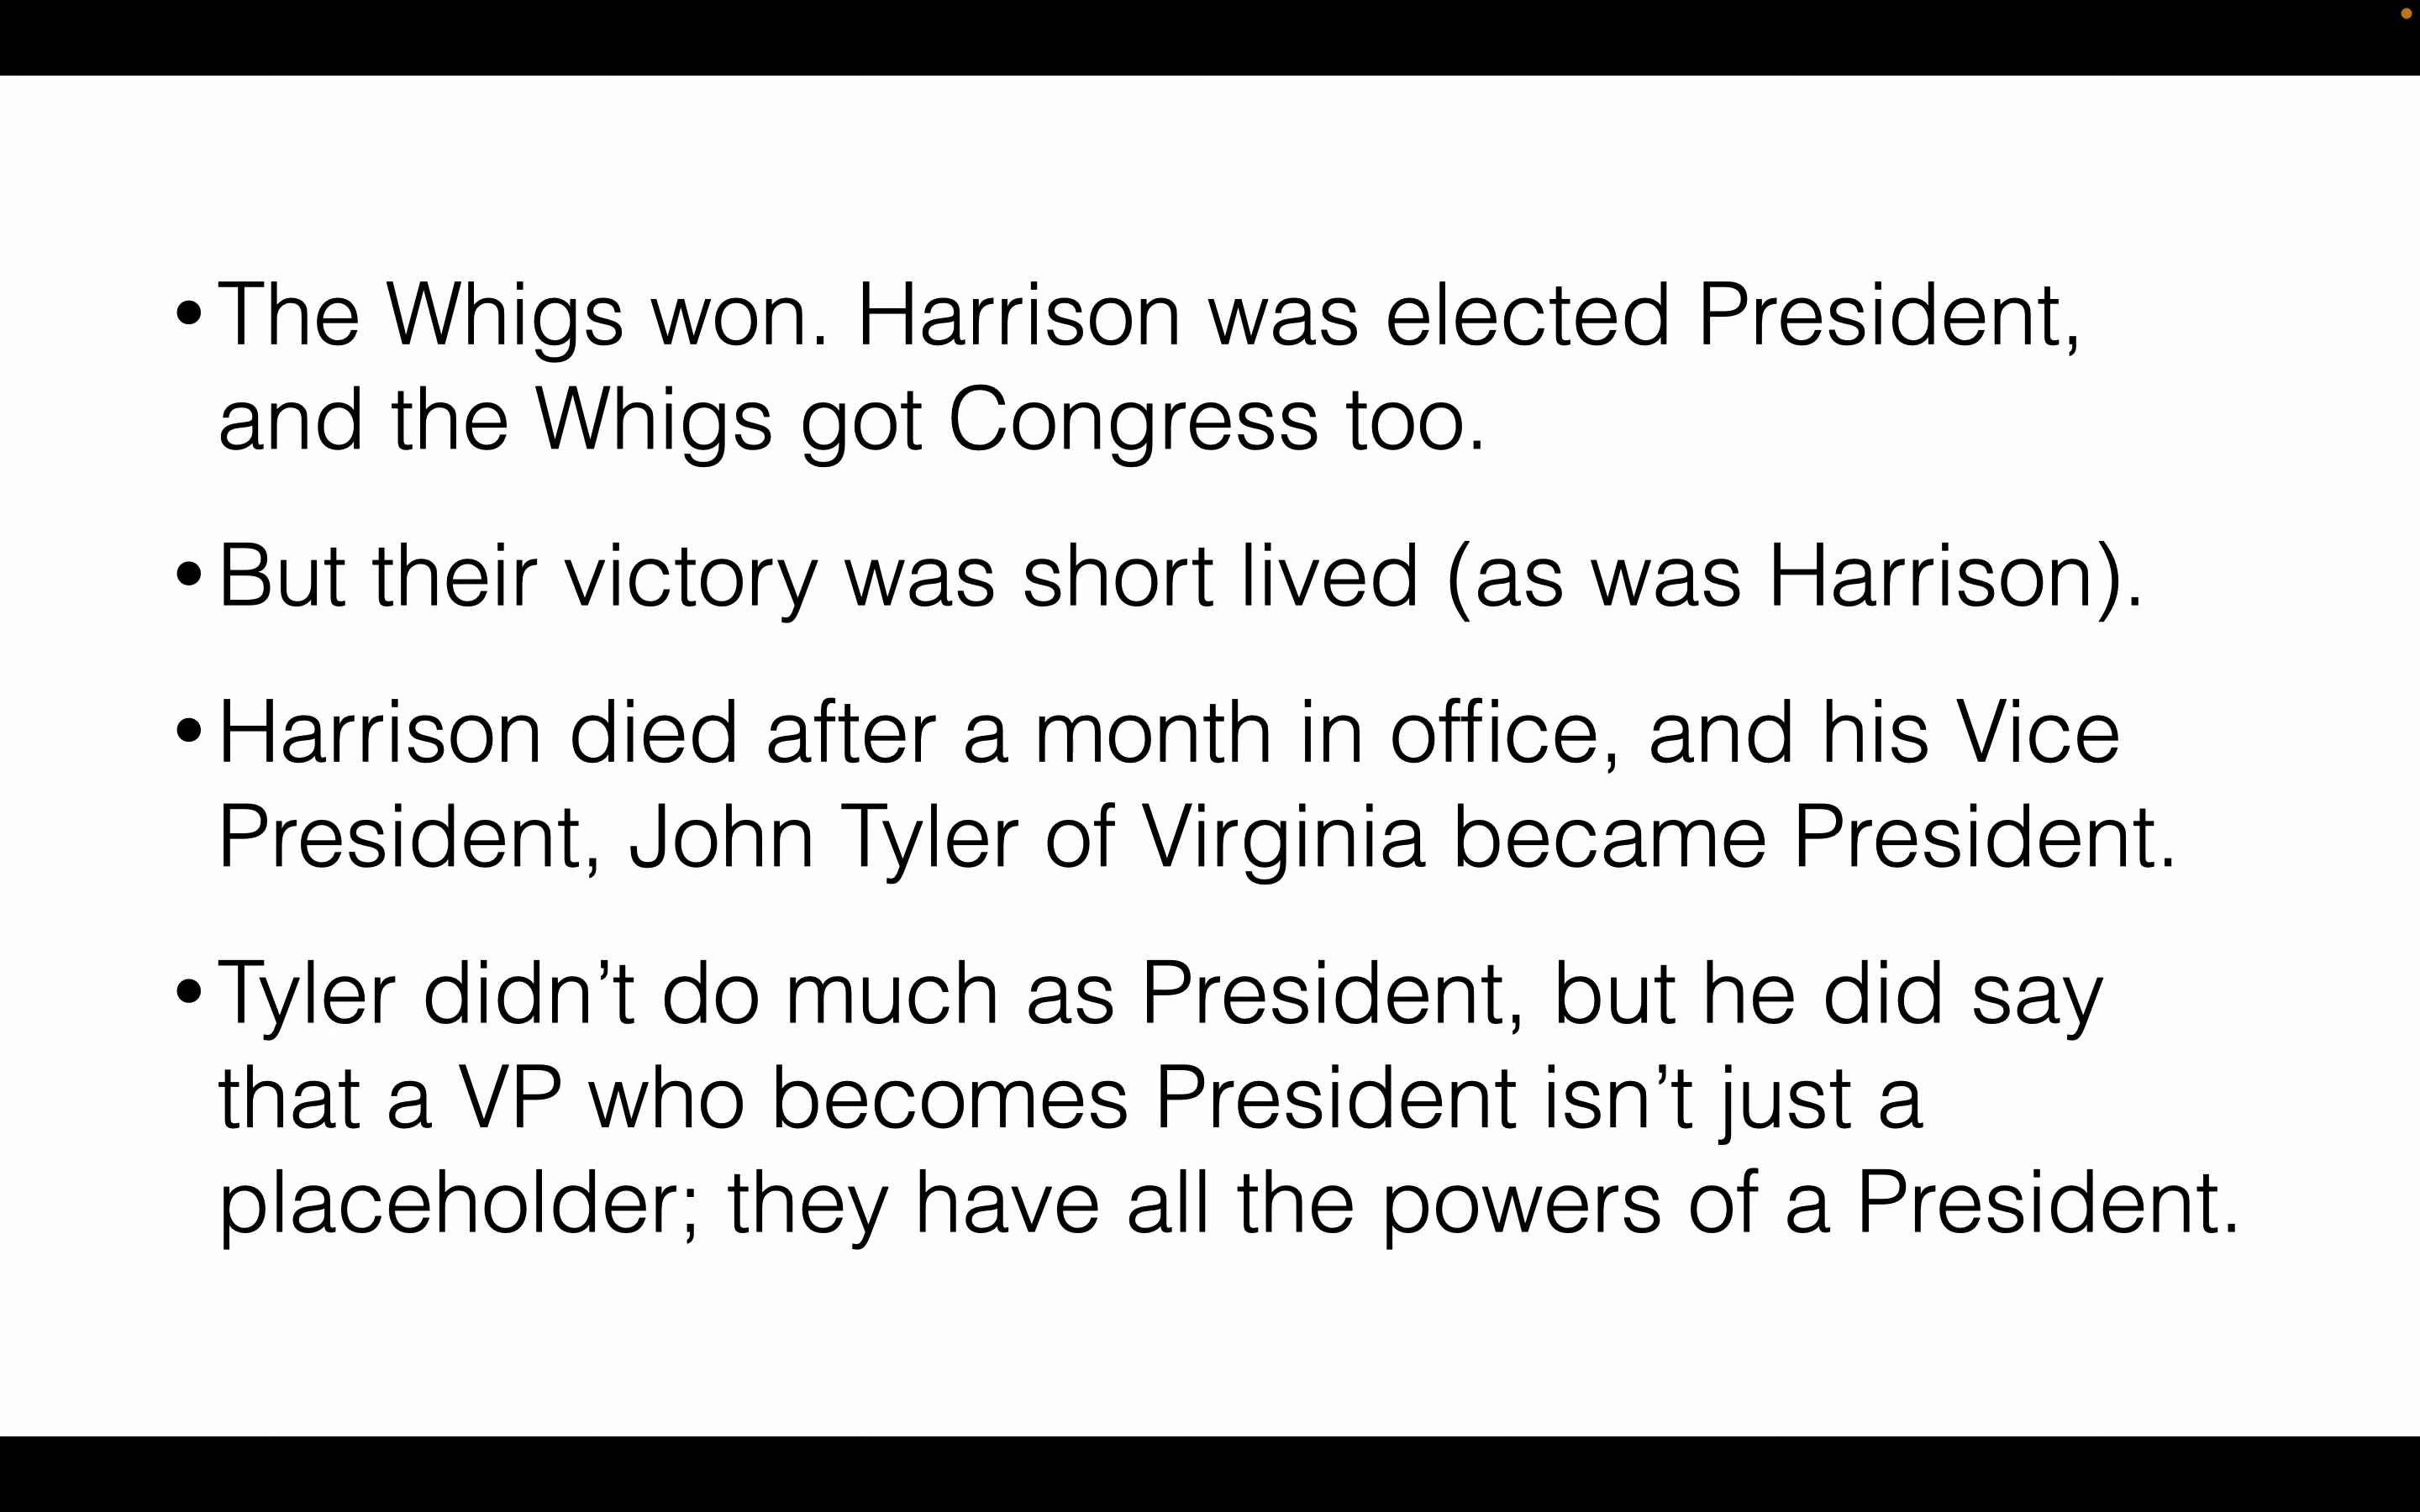 • The Whigs won. Harrison was elected President,
and the Whigs got Congress too.
• But their victory was short lived (as was Harrison).
• Harrison died after a month in office, and his Vice
President, John Tyler of Virginia became President.
• Tyler didn’t do much as President, but he did say
that a VP who becomes President isn’t just a
placeholder; they have all the powers of a President.